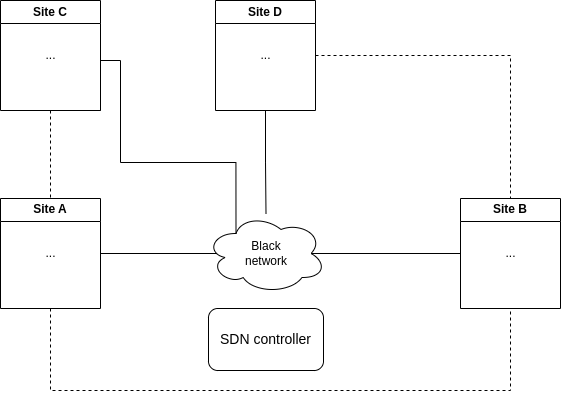 Site C
...
Site D
...
Site A
...
Black
network
Site B
...
SDN controller